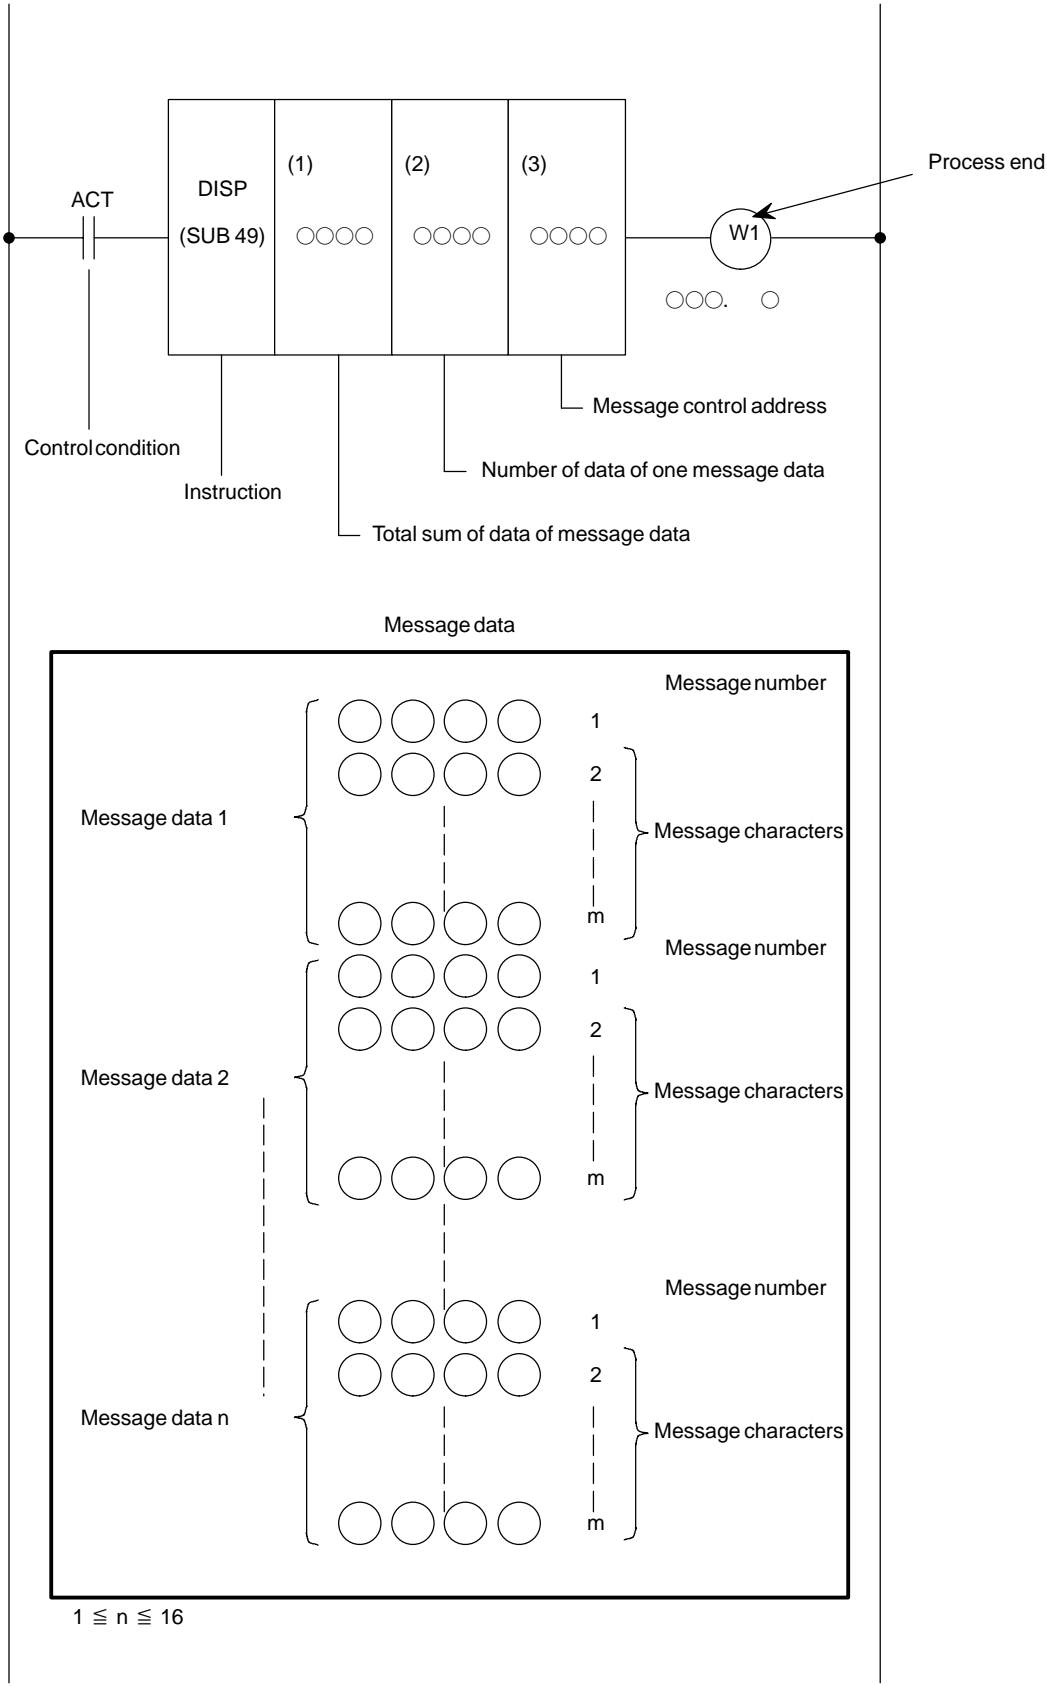 Process end
ACT
DISP
(SUB 49)
(1)
(2)
(3)
○○○○
○○○○
○○○○
W1
○○○. ○
Message control address
Control condition
Number of data of one message data
Instruction
Total sum of data of message data
Message data
Message number
1
2
Message data 1
Message characters
m
Message number
1
2
Message data 2
Message characters
m
Message number
1
2
Message data n
Message characters
m
1 ≦ n ≦ 16